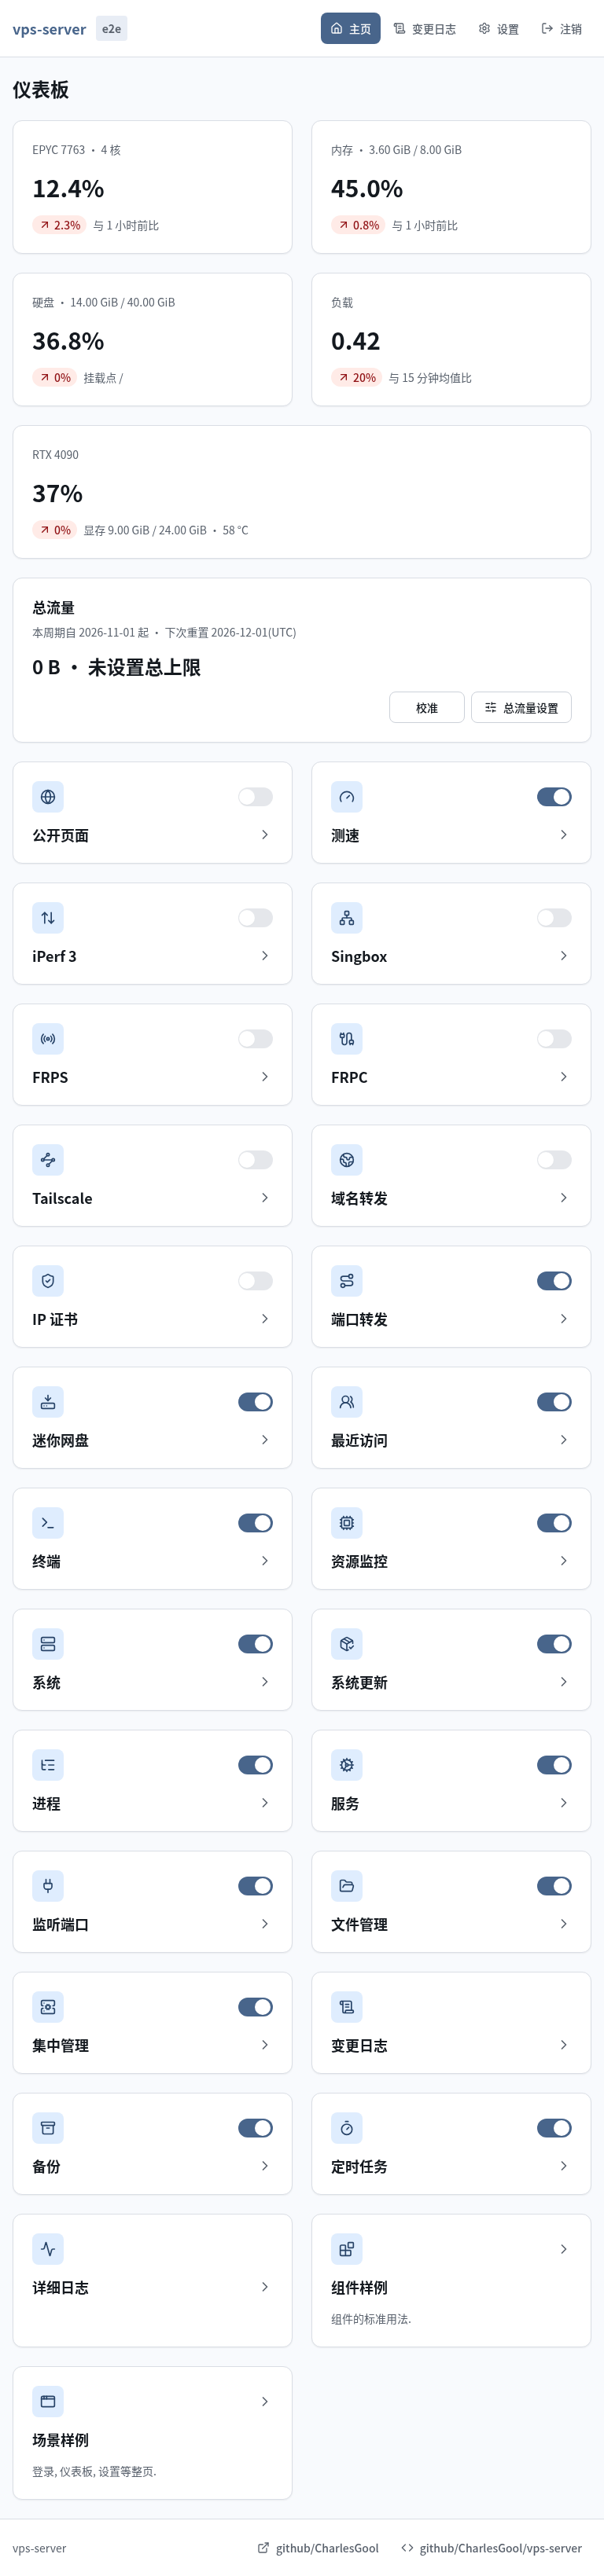 vps-server e2e 主页 变更日志 设置 注销
仪表板
EPYC 7763 · 4 核
12.4%
2.3% 与 1 小时前比
内存 · 3.60 GiB / 8.00 GiB
45.0%
0.8% 与 1 小时前比
硬盘 · 14.00 GiB / 40.00 GiB
36.8%
0% 挂载点 /
负载
0.42
20% 与 15 分钟均值比
RTX 4090
37%
0% 显存 9.00 GiB / 24.00 GiB · 58 °C
总流量
本周期自 2026-11-01 起 · 下次重置 2026-12-01(UTC)
0 B · 未设置总上限
校准 总流量设置
公开页面
测速
iPerf 3
Singbox
FRPS
FRPC
Tailscale
域名转发
IP 证书
端口转发
迷你网盘
最近访问
终端
资源监控
系统
系统更新
进程
服务
监听端口
文件管理
集中管理
变更日志
备份
定时任务
详细日志
组件样例
组件的标准用法.
场景样例
登录, 仪表板, 设置等整页.
vps-server github/CharlesGool github/CharlesGool/vps-server